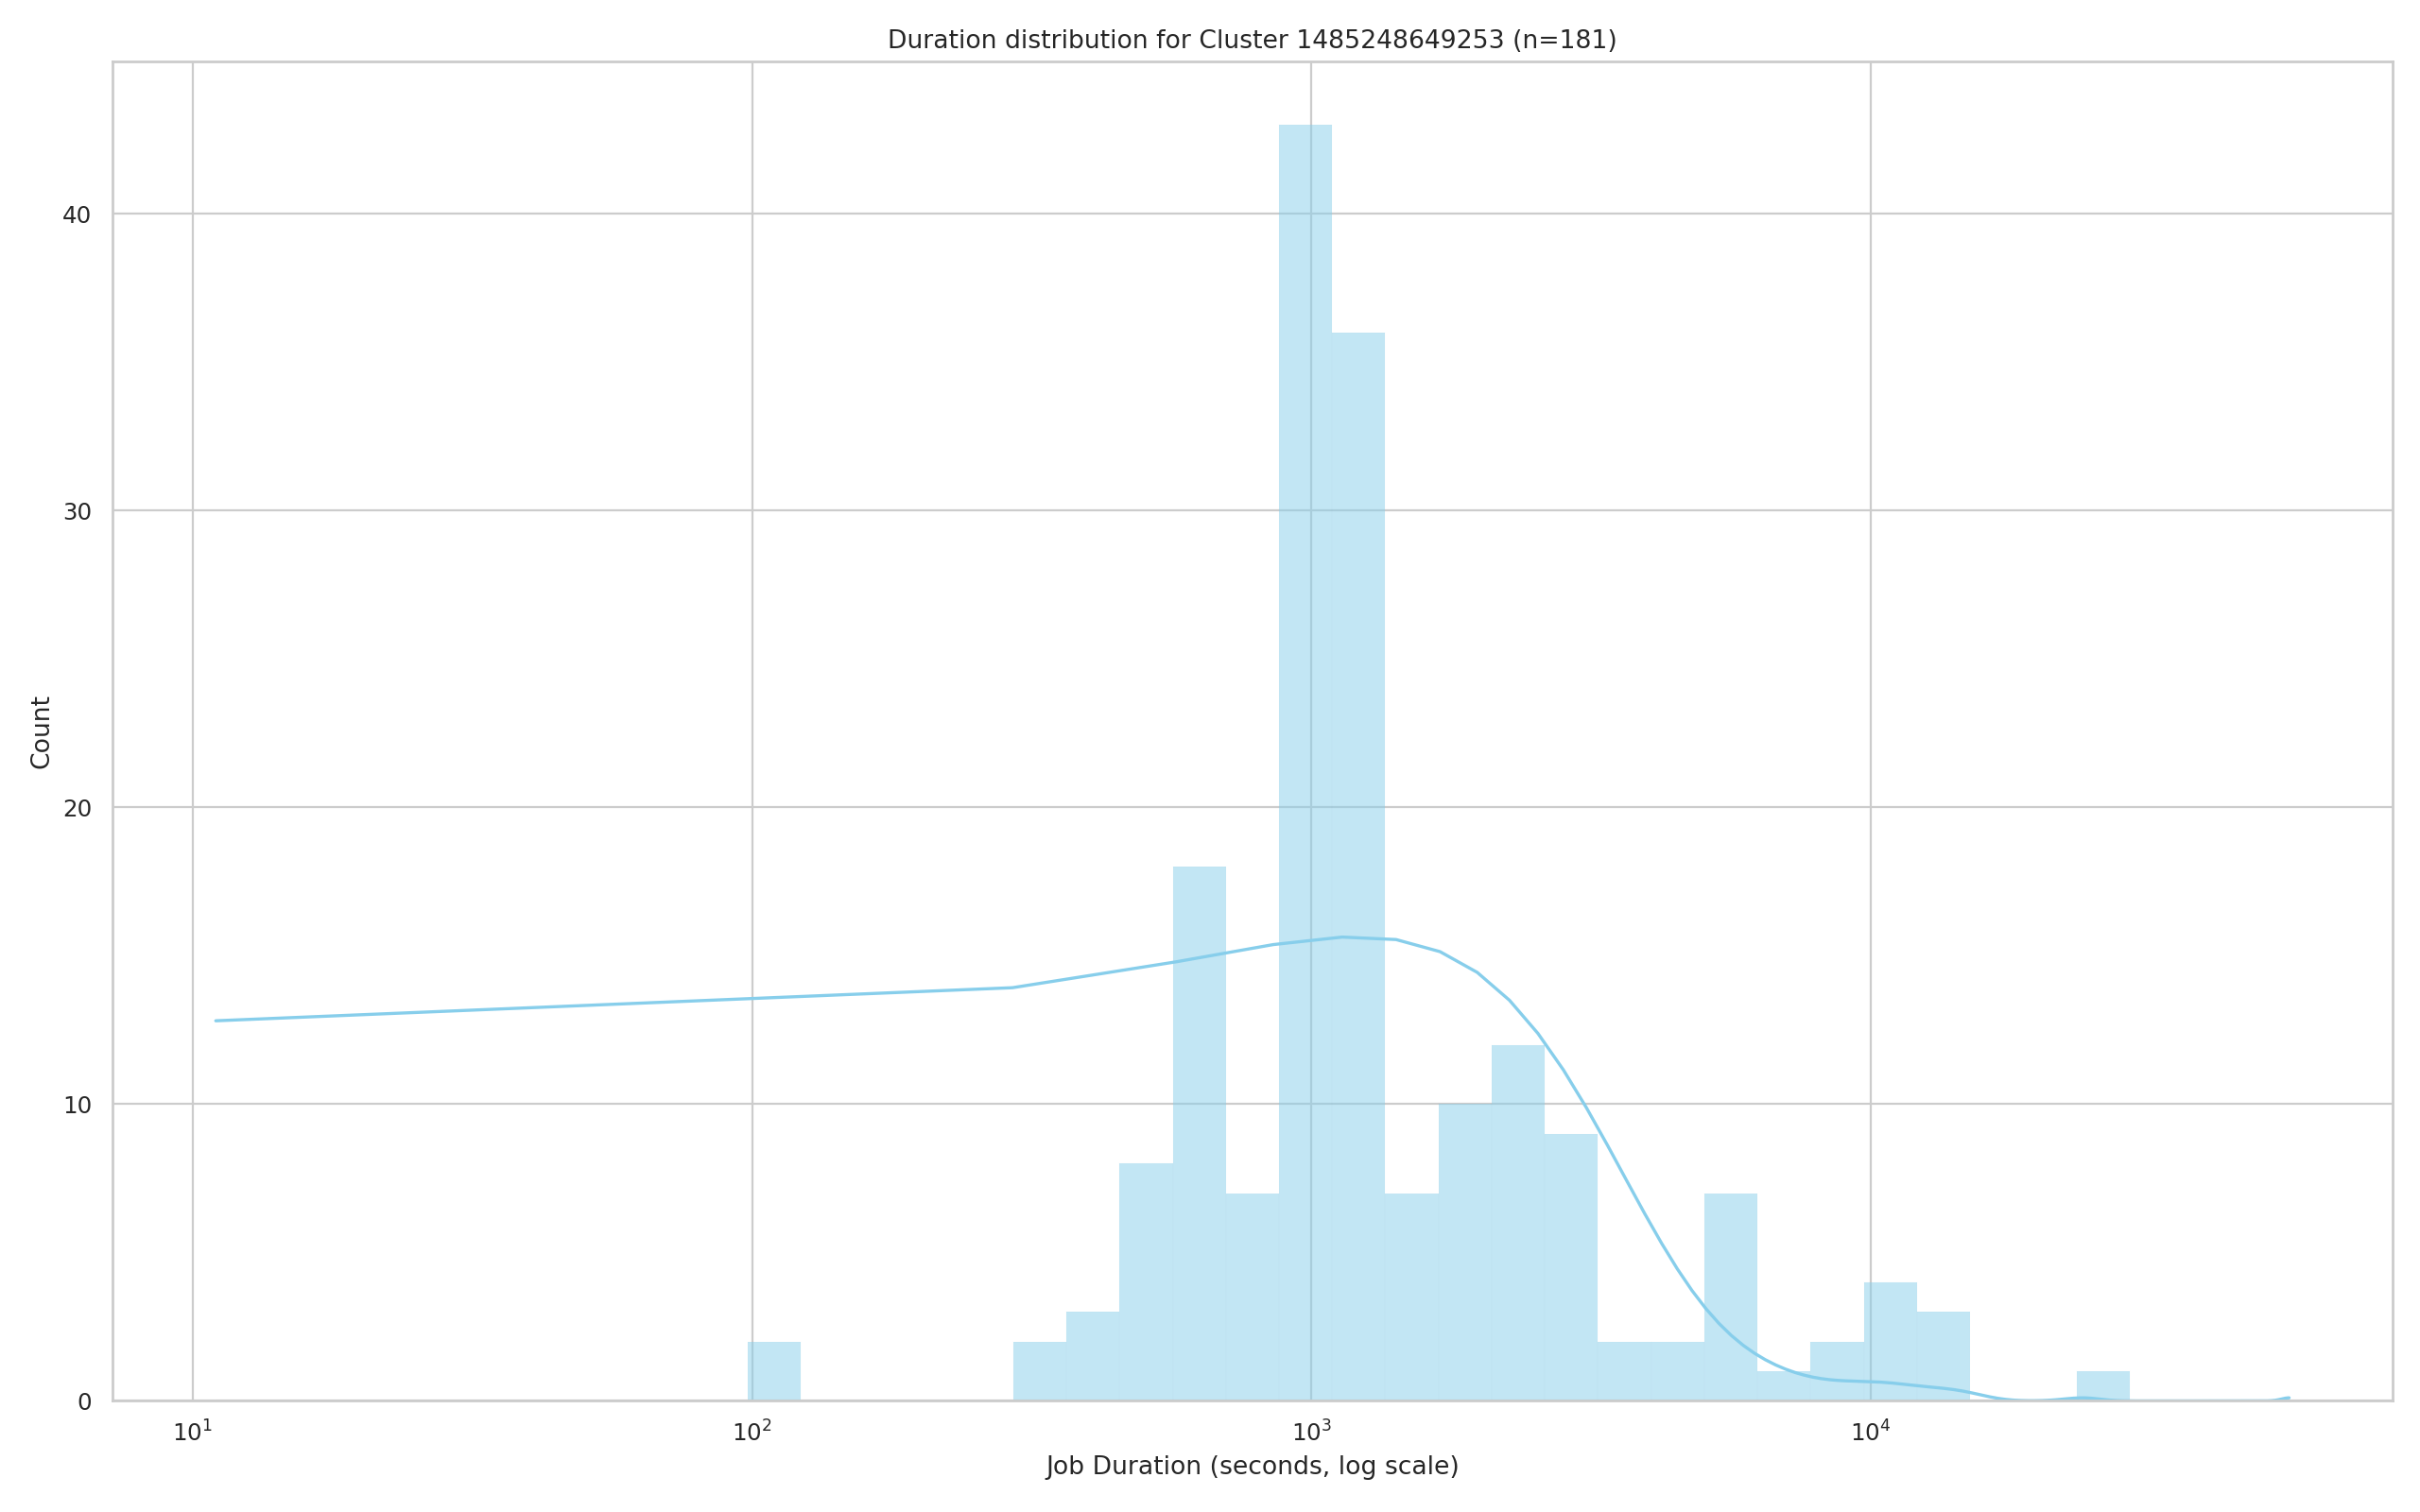 Duration distribution for Cluster 1485248649253 (n=181)
Count
40
30
20
10
0
10¹ 10² 10³ 10⁴
Job Duration (seconds, log scale)